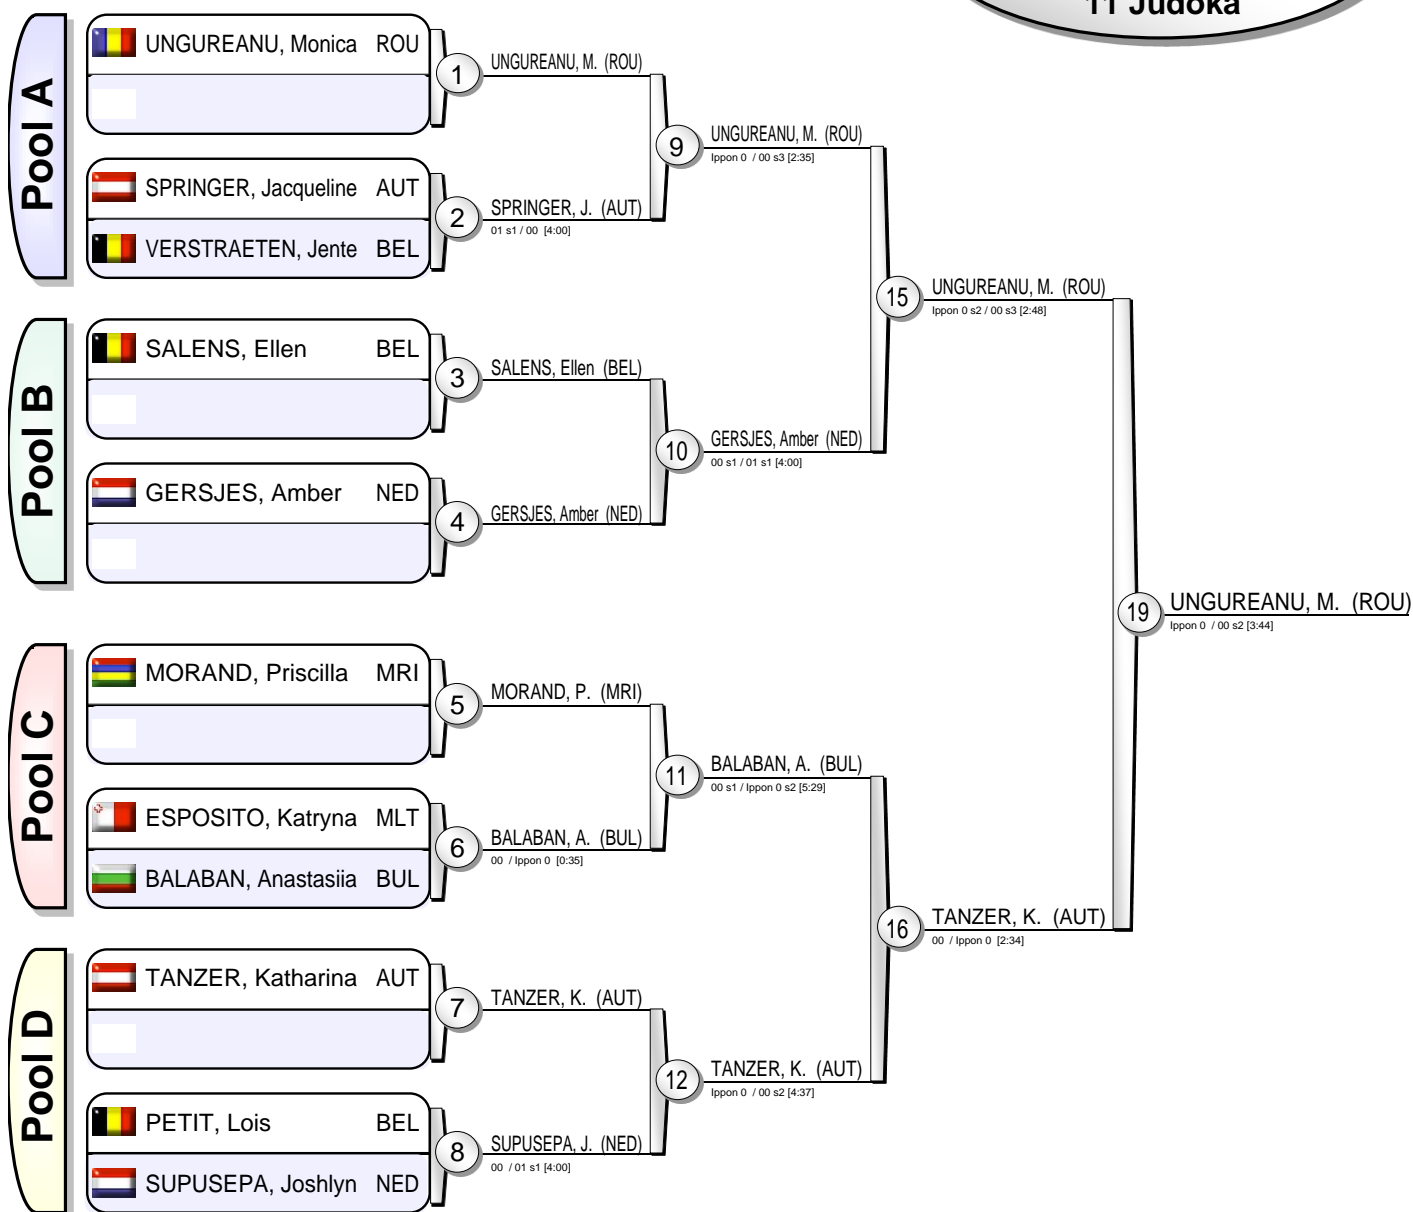 11 Judoka
Pool A
UNGUREANU, Monica ROU
SPRINGER, Jacqueline AUT
VERSTRAETEN, Jente BEL
Pool B
SALENS, Ellen BEL
GERSJES, Amber NED
Pool C
MORAND, Priscilla MRI
ESPOSITO, Katryna MLT
BALABAN, Anastasiia BUL
Pool D
TANZER, Katharina AUT
PETIT, Lois BEL
SUPUSEPA, Joshlyn NED
1
UNGUREANU, M. (ROU)
2
SPRINGER, J. (AUT)
01 s1 / 00 [4:00]
3
SALENS, Ellen (BEL)
4
GERSJES, Amber (NED)
5
MORAND, P. (MRI)
6
BALABAN, A. (BUL)
00 / Ippon 0 [0:35]
7
TANZER, K. (AUT)
8
SUPUSEPA, J. (NED)
00 / 01 s1 [4:00]
9
UNGUREANU, M. (ROU)
Ippon 0 / 00 s3 [2:35]
10
GERSJES, Amber (NED)
00 s1 / 01 s1 [4:00]
11
BALABAN, A. (BUL)
00 s1 / Ippon 0 s2 [5:29]
12
TANZER, K. (AUT)
Ippon 0 / 00 s2 [4:37]
15
UNGUREANU, M. (ROU)
Ippon 0 s2 / 00 s3 [2:48]
16
TANZER, K. (AUT)
00 / Ippon 0 [2:34]
19
UNGUREANU, M. (ROU)
Ippon 0 / 00 s2 [3:44]